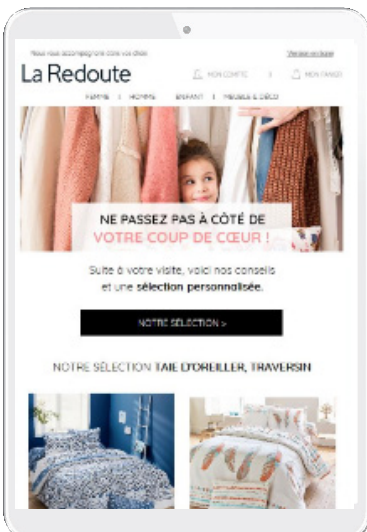 Nous vous accompagnons dans vos choix
Version en ligne
La Redoute
MON COMPTE
MON PANIER
FEMME | HOMME
ENFANT | MEUBLE & DÉCO
NE PASSEZ PAS À CÔTÉ DE
VOTRE COUP DE CŒUR !
Suite à votre visite, voici nos conseils
et une sélection personnalisée.
NOTRE SÉLECTION >
NOTRE SÉLECTION TAIE D'OREILLER, TRAVERSIN